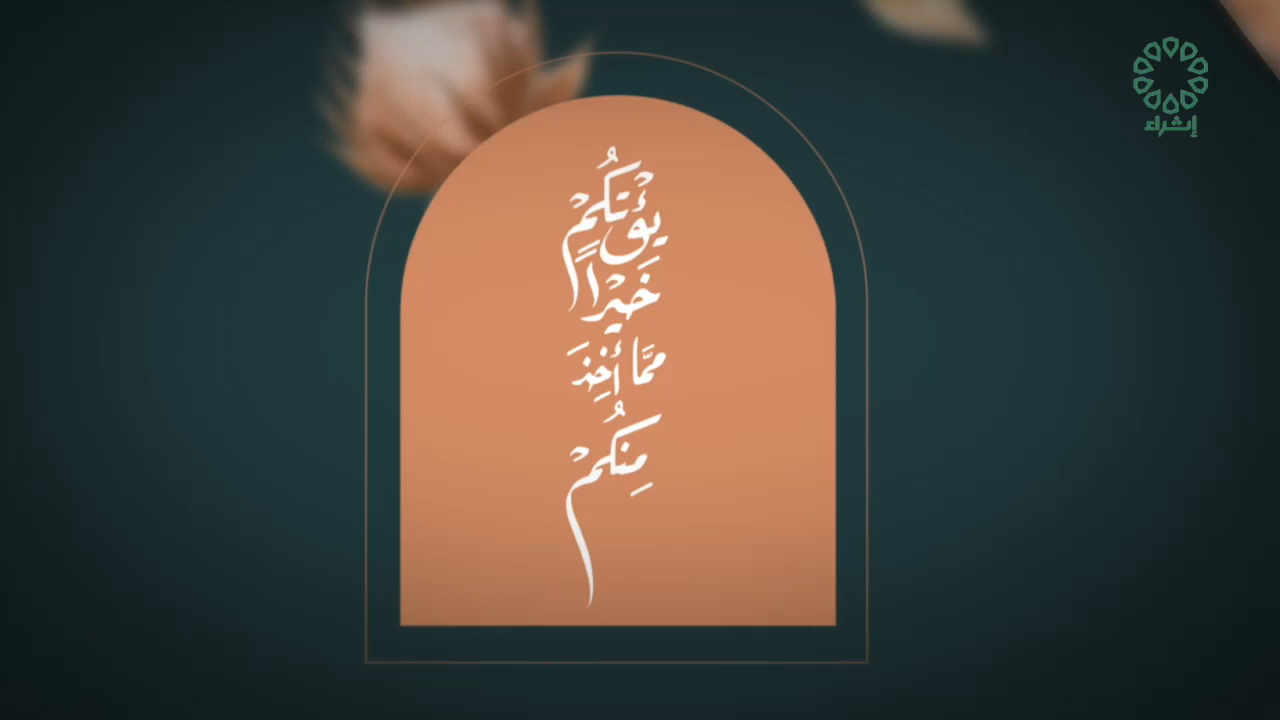 يُؤْتِكُمْ
خَيْرًا
مِمَّا أُخِذَ
مِنكُمْ
إثراء